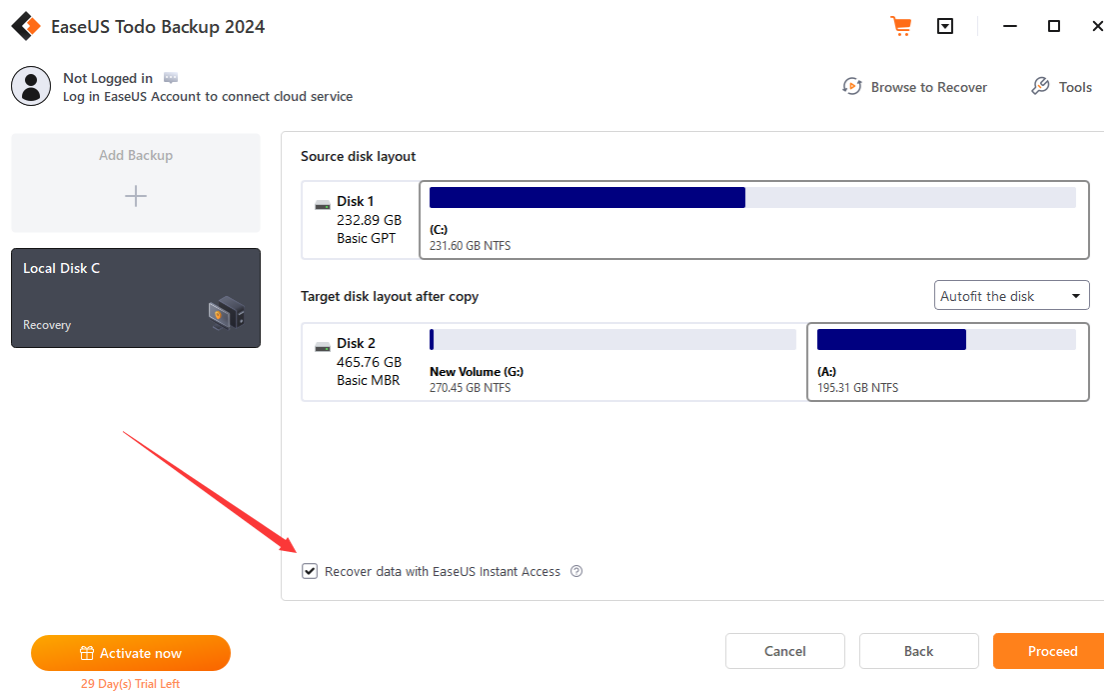 EaseUS Todo Backup 2024
Not Logged in
Log in EaseUS Account to connect cloud service
Browse to Recover
Tools
Add Backup
Local Disk C
Recovery
Source disk layout
Disk 1
232.89 GB
Basic GPT
(C:)
231.60 GB NTFS
Target disk layout after copy
Autofit the disk
Disk 2
465.76 GB
Basic MBR
New Volume (G:)
270.45 GB NTFS
(A:)
195.31 GB NTFS
Recover data with EaseUS Instant Access
Activate now
29 Day(s) Trial Left
Cancel
Back
Proceed